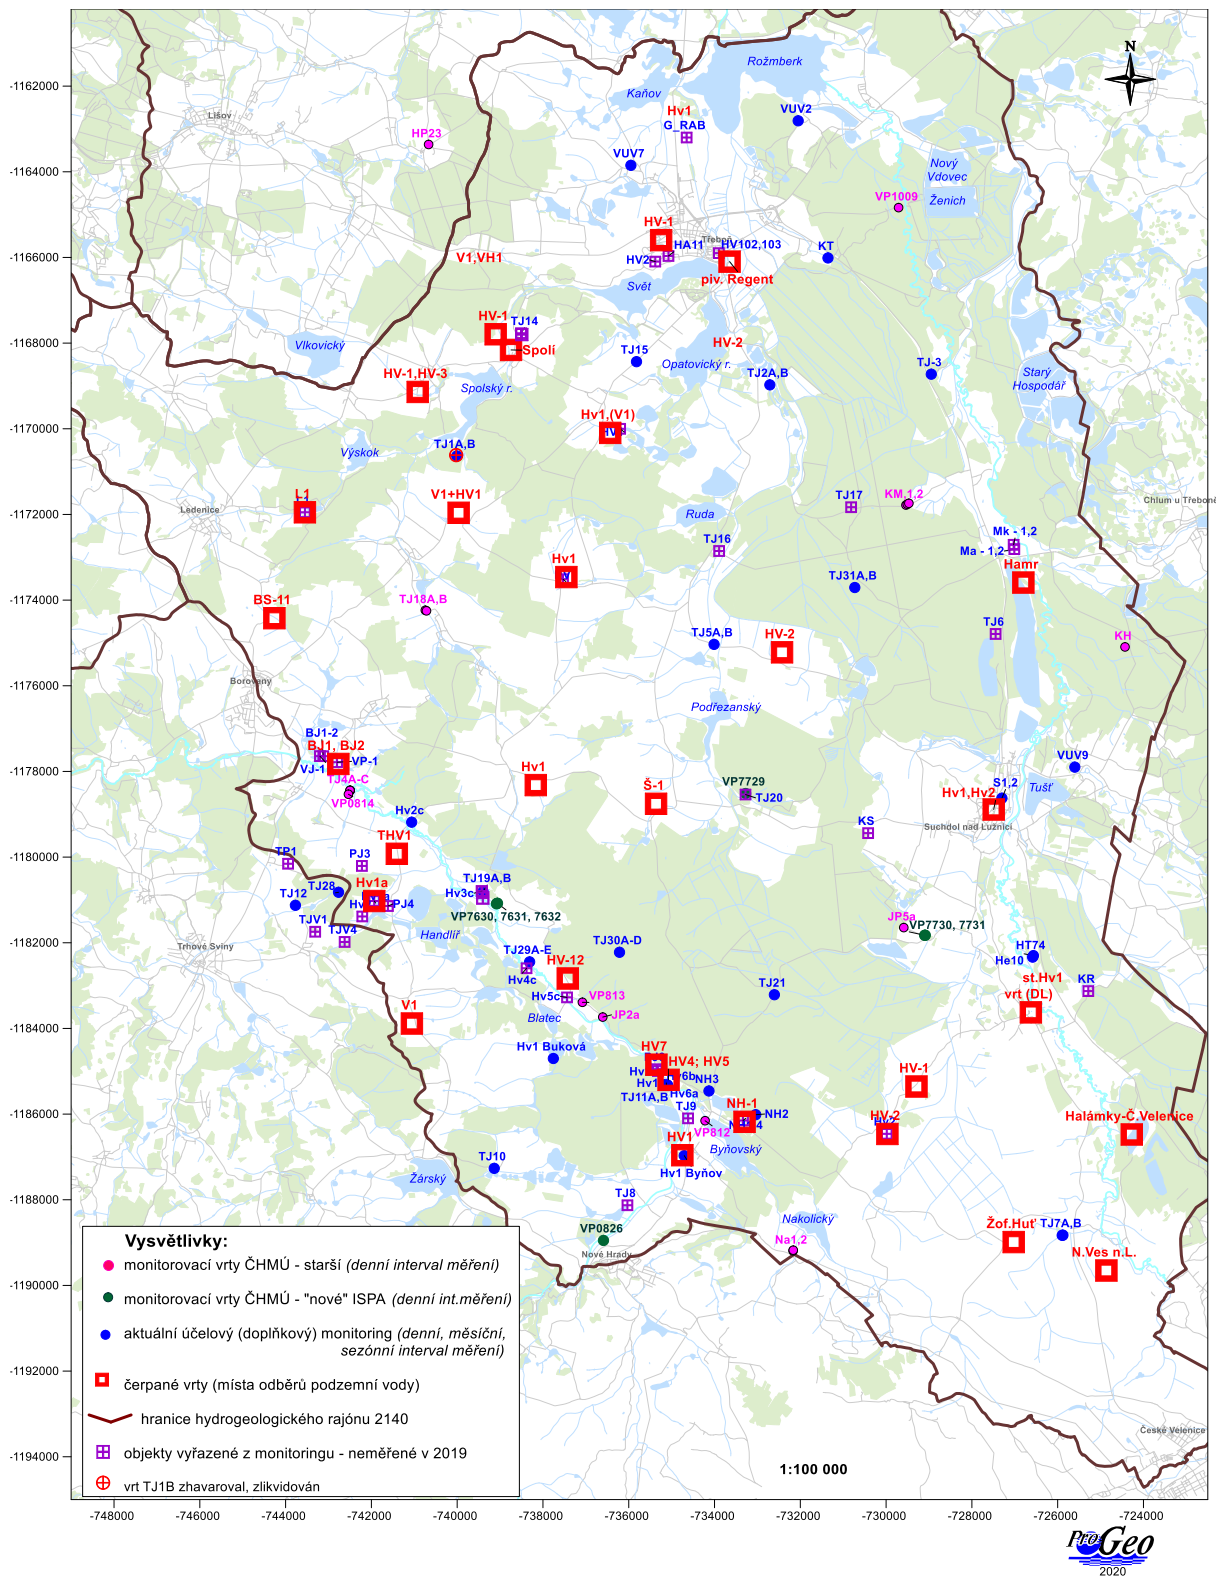 Rožmberk
N
-1162000
Kaňov
Hv1
G_RAB
VUV2
Lišov
HP23
VUV7
Nový
Vdovec
-1164000
VP1009
Ženich
HV-1
Třeboň
HA11
HV102,103
KT
HV2
V1,VH1
-1166000
piv. Regent
Svět
HV-1
TJ14
Vlkovický
Spolí
HV-2
-1168000
TJ15
Opatovický r.
TJ2A,B
TJ-3
Starý
Hospodář
HV-1,HV-3
Spolský r.
Hv1,(V1)
-1170000
TJ1A,B
Výskok
L1
V1+HV1
TJ17
KM,1,2
Chlum u Třeboně
Ledenice
Ruda
-1172000
TJ16
Mk - 1,2
Ma - 1,2
Hv1
Hamr
TJ31A,B
BS-11
TJ18A,B
-1174000
TJ5A,B
HV-2
TJ6
KH
Borovany
-1176000
Podřezanský
BJ1-2
BJ1, BJ2
VP-1
VJ-1
TJ4A-C
VP0814
Hv1
Š-1
VP7729
TJ20
VUV9
-1178000
S1,2
Tušť
Hv1,Hv2
Suchdol nad Lužnicí
Hv2c
THV1
KS
-1180000
TP1
PJ3
TJ28
Hv1a
TJ12
PJ4
TJ19A,B
Hv3c
VP7630, 7631, 7632
TJV1
TJV4
Handlíř
JP5a
VP7730, 7731
-1182000
Trhové Sviny
TJ29A-E
TJ30A-D
HT74
He10
HV-12
Hv4c
TJ21
st.Hv1
vrt (DL)
KR
Hv5c
VP813
JP2a
V1
Blatec
-1184000
Hv1 Buková
HV7
HV4; HV5
Hv1
Hv6a
TJ11A,B
NH3
HV-1
TJ9
NH-1
NH2
VP812
HV-2
Halámky-Č.Velenice
-1186000
HV1
Byňovský
Hv1 Byňov
TJ10
Žárský
TJ8
-1188000
Nakolický
VP0826
Na1,2
Nové Hrady
Žof.Huť
TJ7A,B
N.Ves n.L.
-1190000
-1192000
-1194000
Vysvětlivky:
monitorovací vrty ČHMÚ - starší (denní interval měření)
monitorovací vrty ČHMÚ - "nové" ISPA (denní int.měření)
aktuální účelový (doplňkový) monitoring (denní, měsíční,
sezónní interval měření)
čerpané vrty (místa odběrů podzemní vody)
hranice hydrogeologického rajónu 2140
objekty vyřazené z monitoringu - neměřené v 2019
vrt TJ1B zhavaroval, zlikvidován
1:100 000
České Velenice
-748000 -746000 -744000 -742000 -740000 -738000 -736000 -734000 -732000 -730000 -728000 -726000 -724000
ProGeo
2020